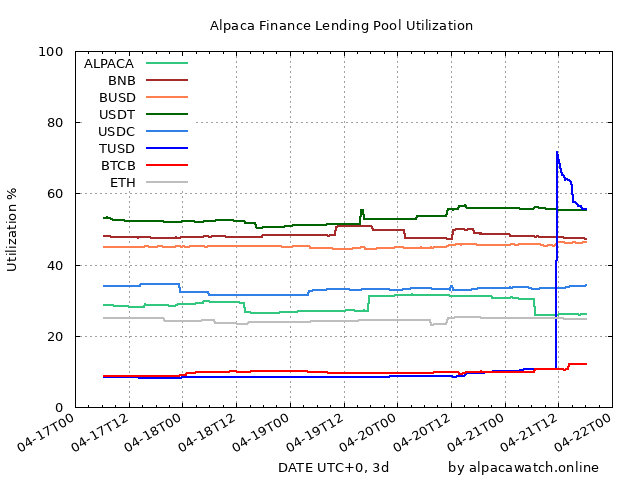 Alpaca Finance Lending Pool Utilization
100
80
60
40
20
0
Utilization %
ALPACA
BNB
BUSD
USDT
USDC
TUSD
BTCB
ETH
04-17T00
04-17T12
04-18T00
04-18T12
04-19T00
04-19T12
04-20T00
04-20T12
04-21T00
04-21T12
04-22T00
DATE UTC+0, 3d
by alpacawatch.online